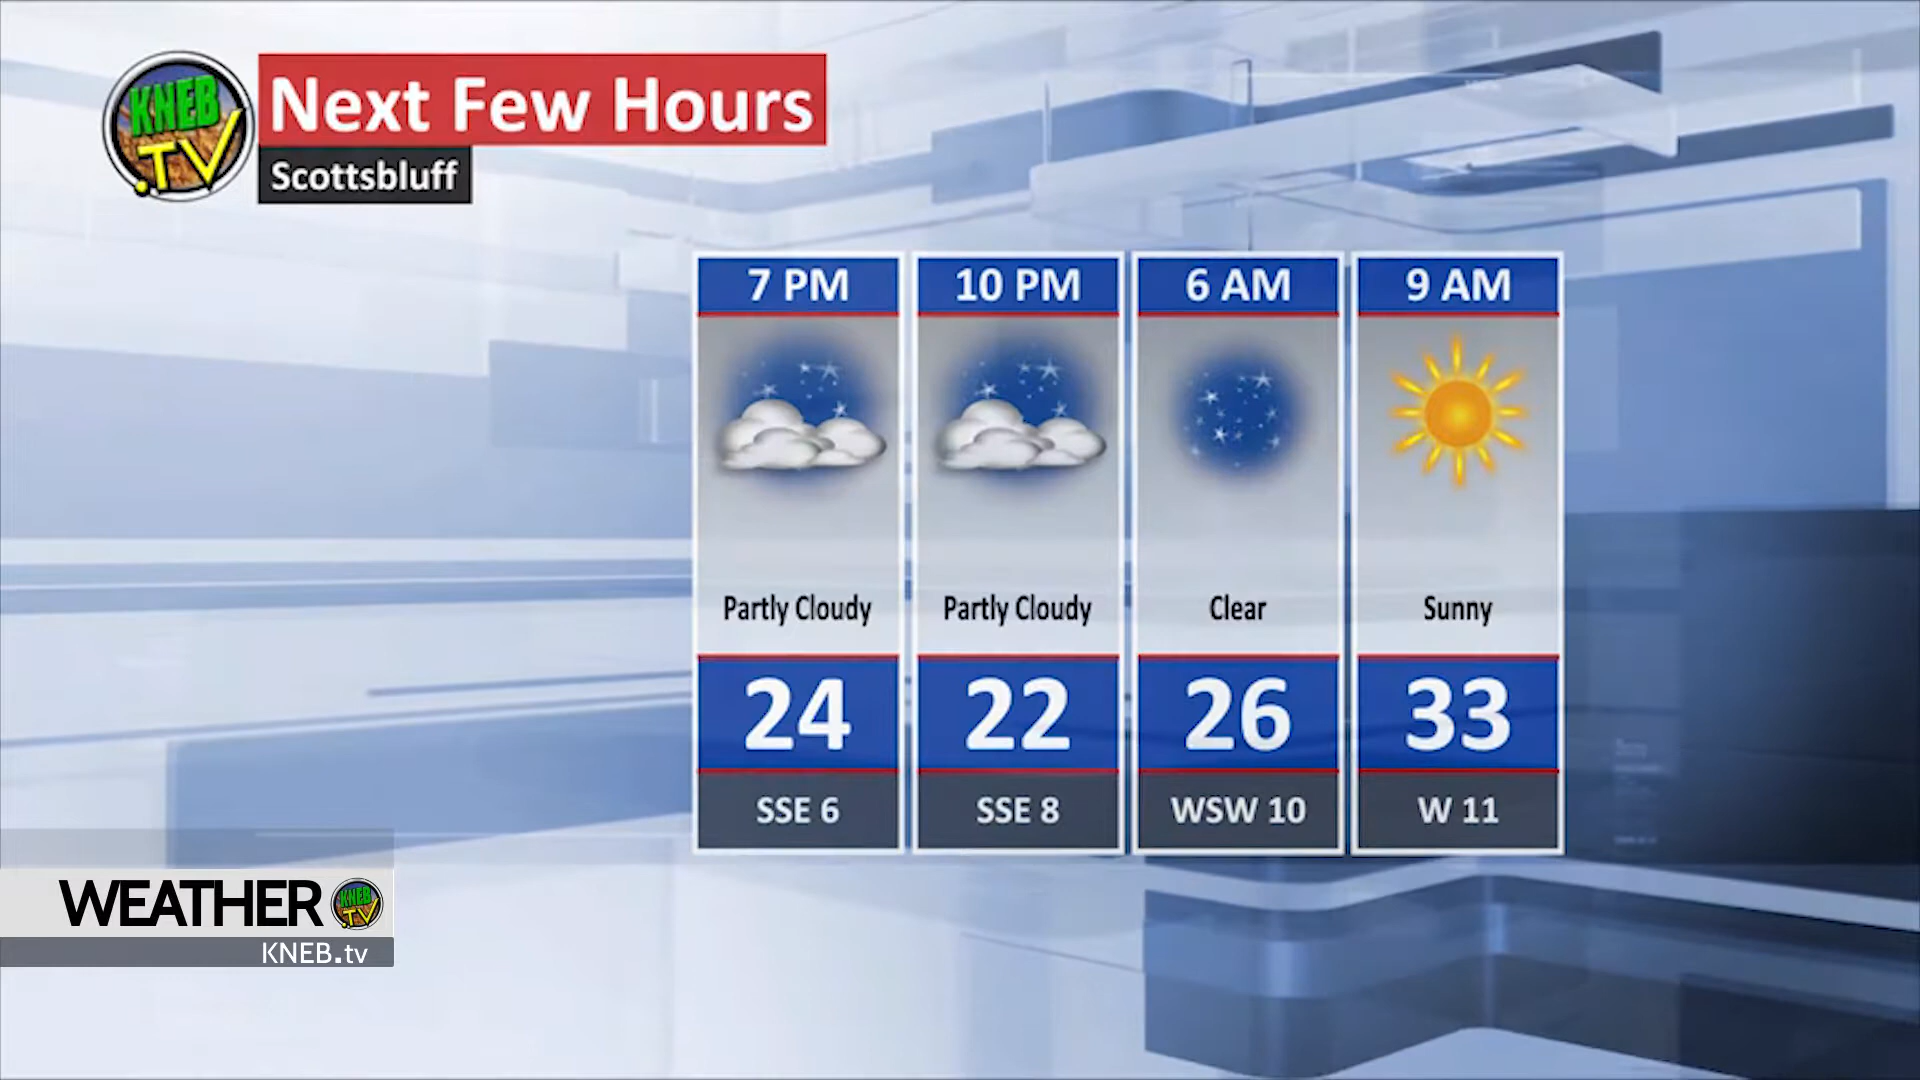 KNEB
.TV
Next Few Hours
Scottsbluff
7 PM
10 PM
6 AM
9 AM
Partly Cloudy
Partly Cloudy
Clear
Sunny
24
22
26
33
SSE 6
SSE 8
WSW 10
W 11
WEATHER
KNEB
.TV
KNEB.tv